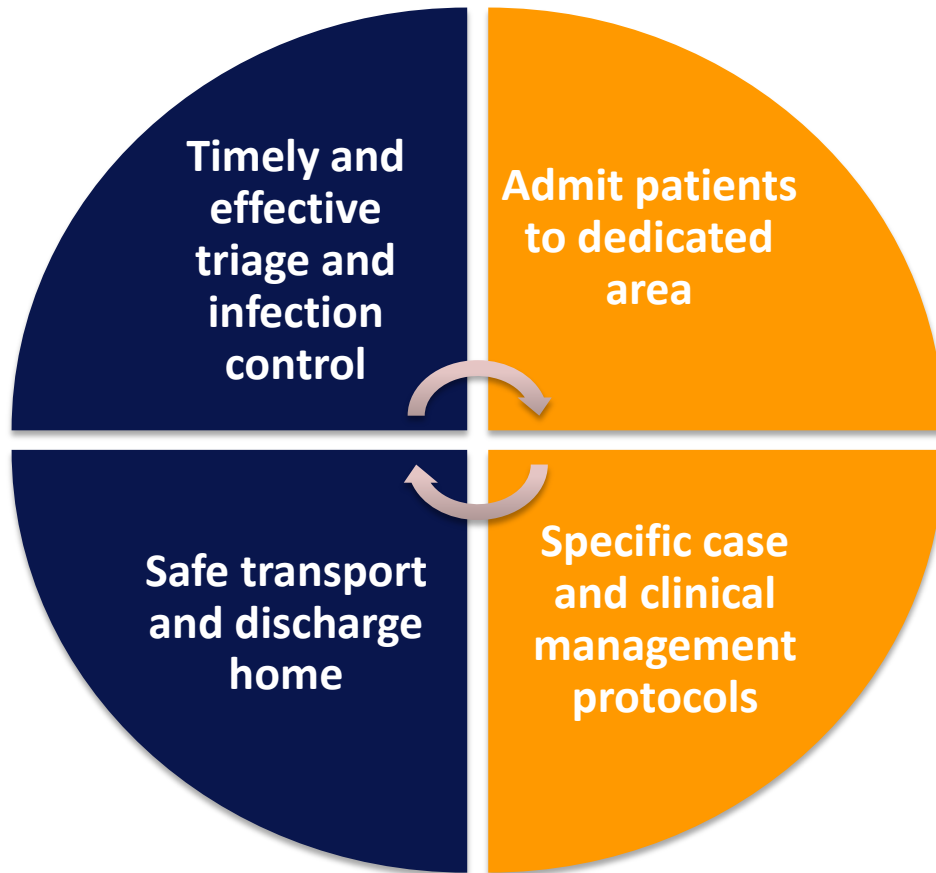 Timely and
effective
triage and
infection
control
Admit patients
to dedicated
area
Specific case
and clinical
management
protocols
Safe transport
and discharge
home